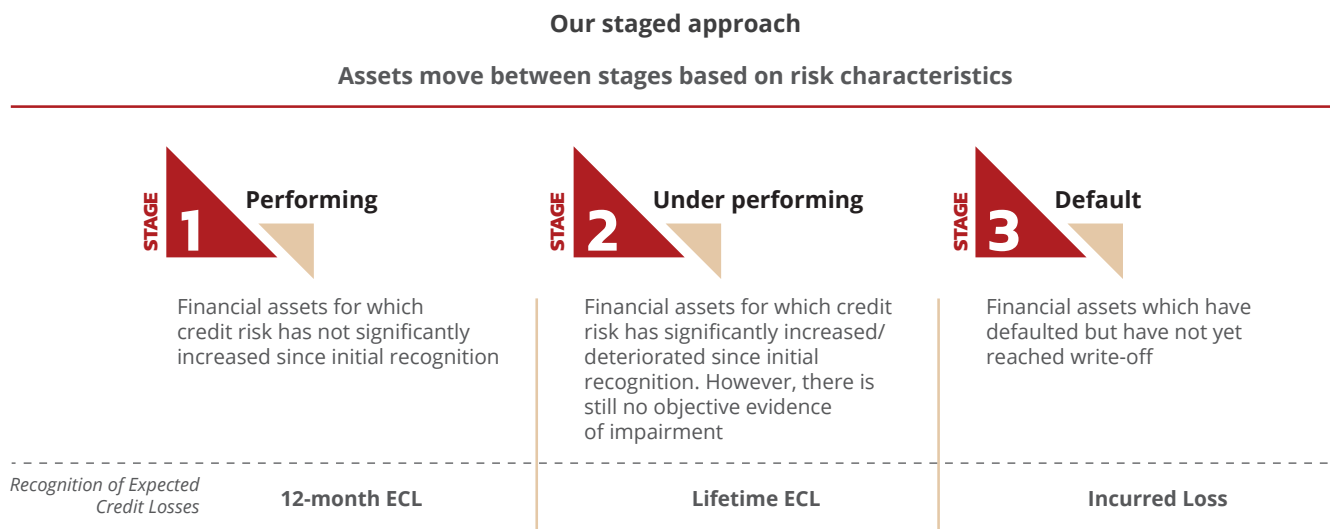 Our staged approach
Assets move between stages based on risk characteristics
STAGE
1
Performing
Financial assets for which
credit risk has not significantly
increased since initial recognition
STAGE
2
Under performing
Financial assets for which credit
risk has significantly increased/
deteriorated since initial
recognition. However, there is
still no objective evidence
of impairment
STAGE
3
Default
Financial assets which have
defaulted but have not yet
reached write-off
Recognition of Expected
Credit Losses
12-month ECL
Lifetime ECL
Incurred Loss